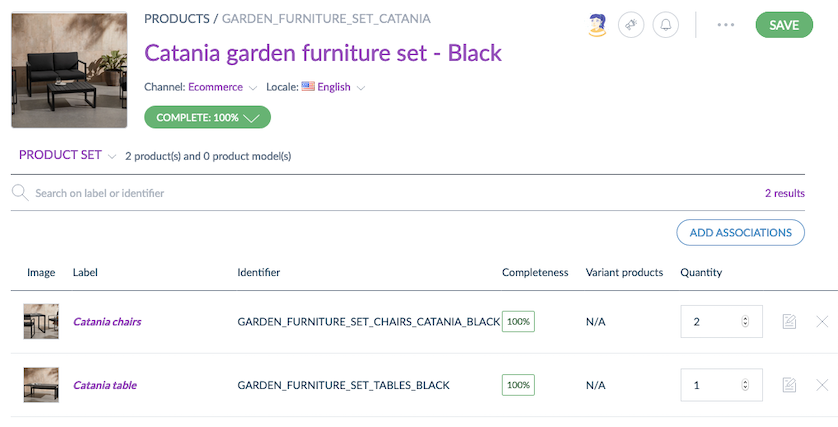 PRODUCTS / GARDEN_FURNITURE_SET_CATANIA
SAVE
Catania garden furniture set - Black
Channel: Ecommerce Locale: English
COMPLETE: 100%
PRODUCT SET 2 product(s) and 0 product model(s)
Search on label or identifier 2 results
ADD ASSOCIATIONS
Image Label Identifier Completeness Variant products Quantity
Catania chairs GARDEN_FURNITURE_SET_CHAIRS_CATANIA_BLACK 100% N/A 2
Catania table GARDEN_FURNITURE_SET_TABLES_BLACK 100% N/A 1